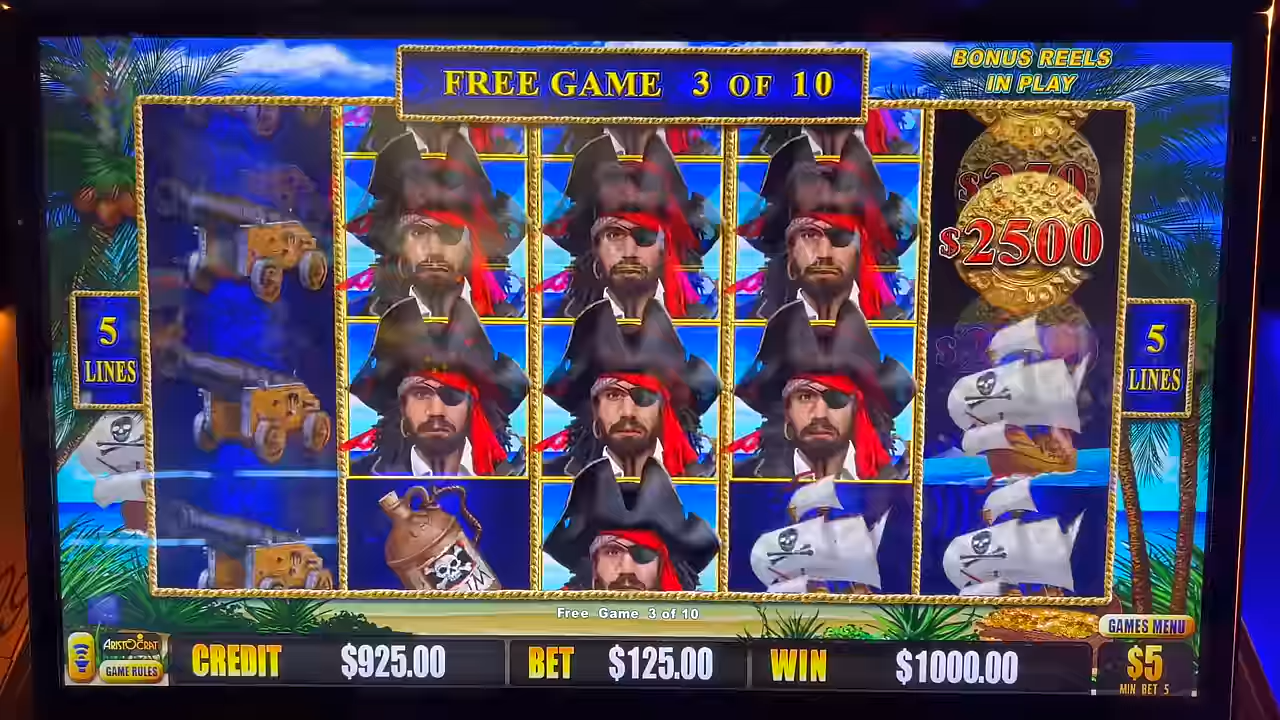 FREE GAME 3 OF 10
BONUS REELS
IN PLAY
$250
$2500
5
LINES
5
LINES
Free Game 3 of 10
GAMES MENU
ARISTOCRAT
GAME RULES
CREDIT $925.00
BET $125.00
WIN $1000.00
$5
MIN BET 5